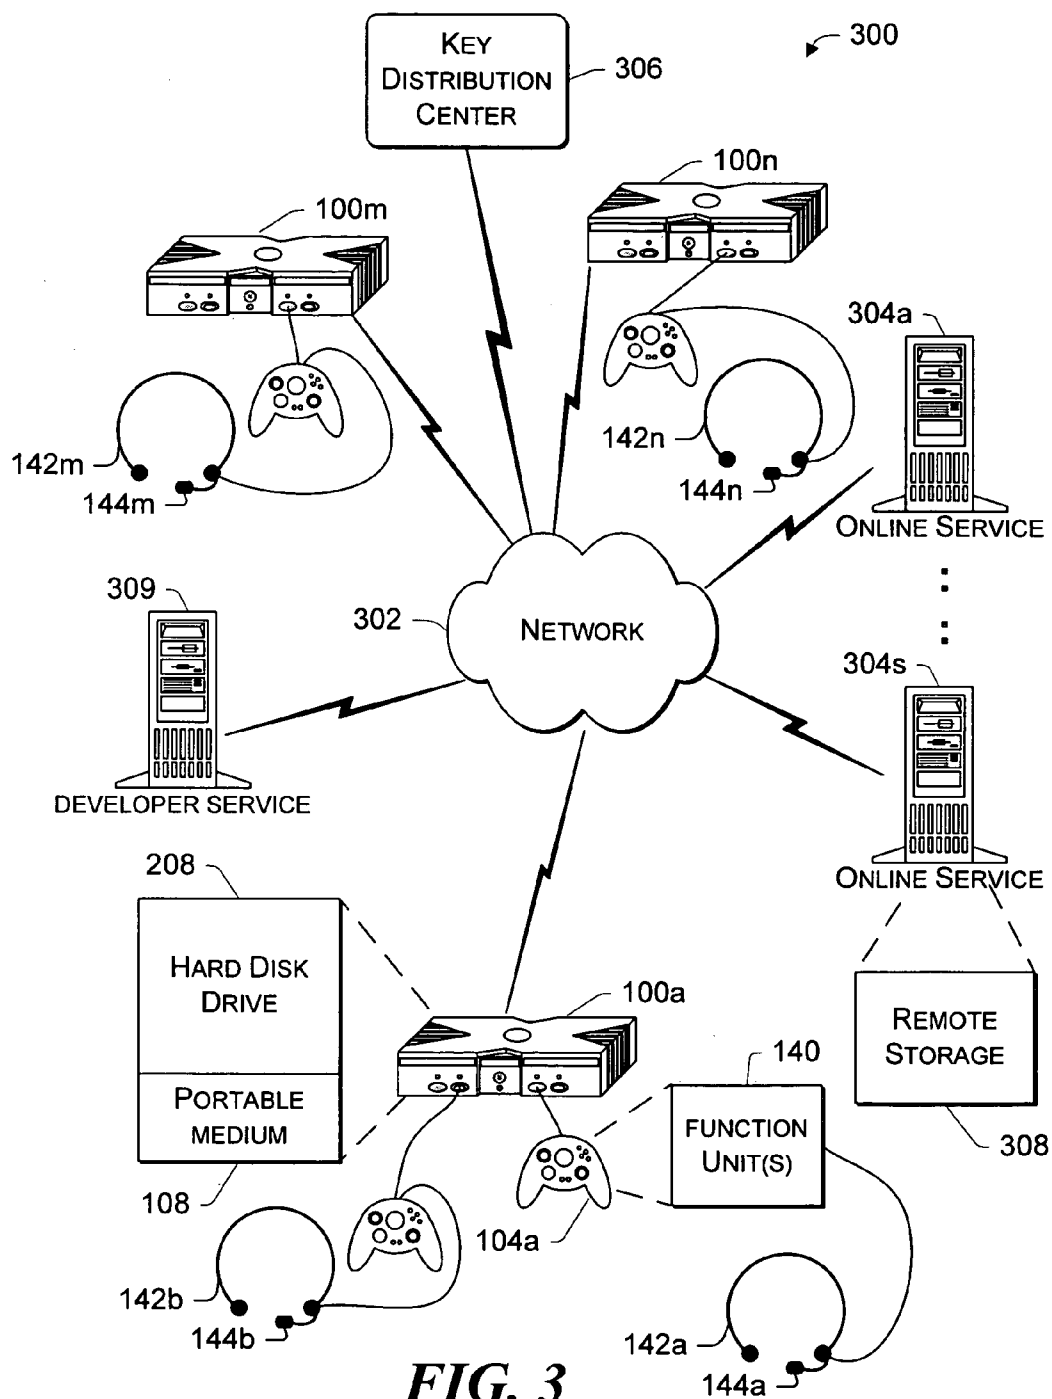 KEY
DISTRIBUTION
CENTER
306
300
100n
100m
304a
142m
144m
142n
144n
ONLINE SERVICE
309
302
NETWORK
304s
DEVELOPER SERVICE
ONLINE SERVICE
208
HARD DISK
DRIVE
PORTABLE
MEDIUM
108
100a
140
REMOTE
STORAGE
308
FUNCTION
UNIT(S)
104a
142b
144b
142a
144a
FIG. 3